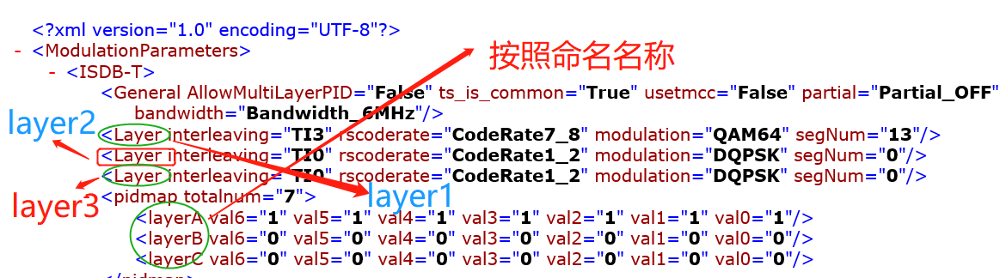 <?xml version="1.0" encoding="UTF-8"?>
- <ModulationParameters>
按照命名名称
- <ISDB-T>
<General AllowMultiLayerPID="False" ts_is_common="True" usetmcc="False" partial="Partial_OFF"
bandwidth="Bandwidth_6MHz"/>
layer2
<Layer interleaving="TI3" rscoderate="CodeRate7_8" modulation="QAM64" segNum="13"/>
<Layer interleaving="TI0" rscoderate="CodeRate1_2" modulation="DQPSK" segNum="0"/>
<Layer interleaving="TI0" rscoderate="CodeRate1_2" modulation="DQPSK" segNum="0"/>
layer3
<pidmap totalnum="7">
layer1
<layerA val6="1" val5="1" val4="1" val3="1" val2="1" val1="1" val0="1"/>
<layerB val6="0" val5="0" val4="0" val3="0" val2="0" val1="0" val0="0"/>
<layerC val6="0" val5="0" val4="0" val3="0" val2="0" val1="0" val0="0"/>
</pidmap>